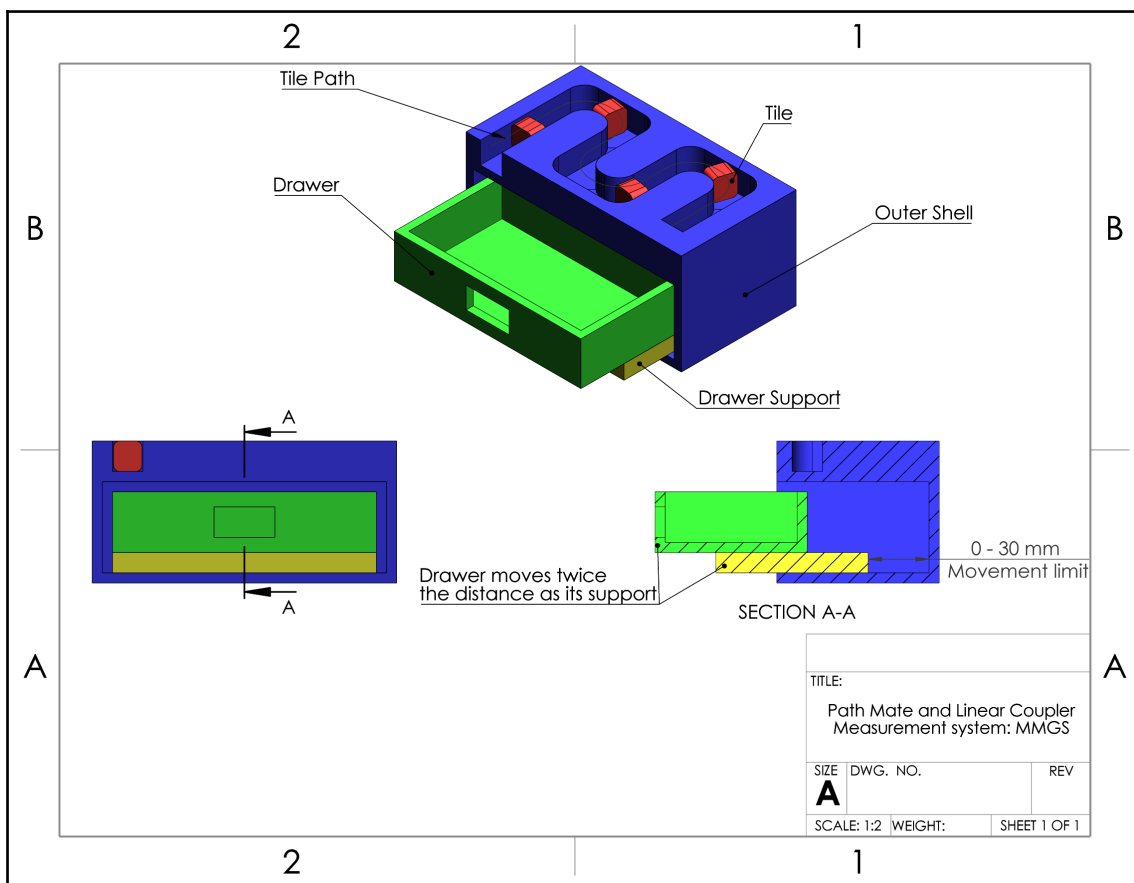 2
1
Tile Path
Tile
Drawer
Outer Shell
B
B
Drawer Support
A
A
0 - 30 mm
Movement limit
Drawer moves twice
the distance as its support
SECTION A-A
A
A
TITLE:
Path Mate and Linear Coupler
Measurement system: MMGS
SIZE
DWG. NO.
REV
A
SCALE: 1:2
WEIGHT:
SHEET 1 OF 1
2
1